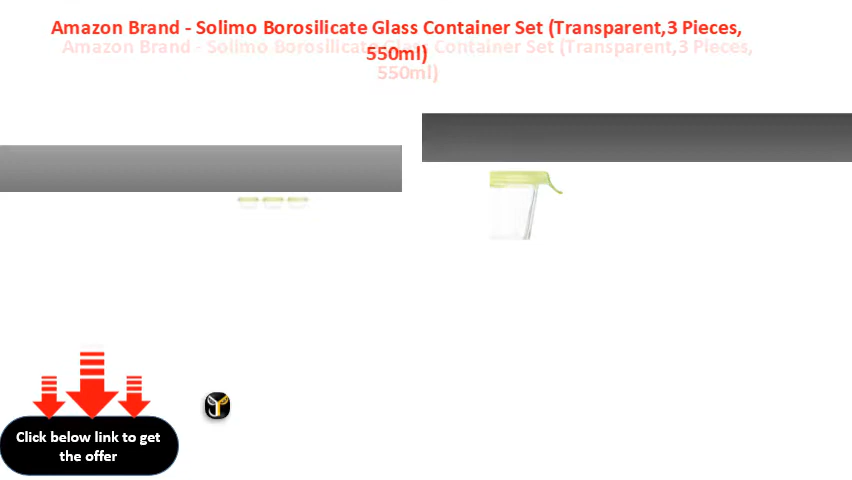 Amazon Brand - Solimo Borosilicate Glass Container Set (Transparent,3 Pieces,
550ml)
Click below link to get
the offer